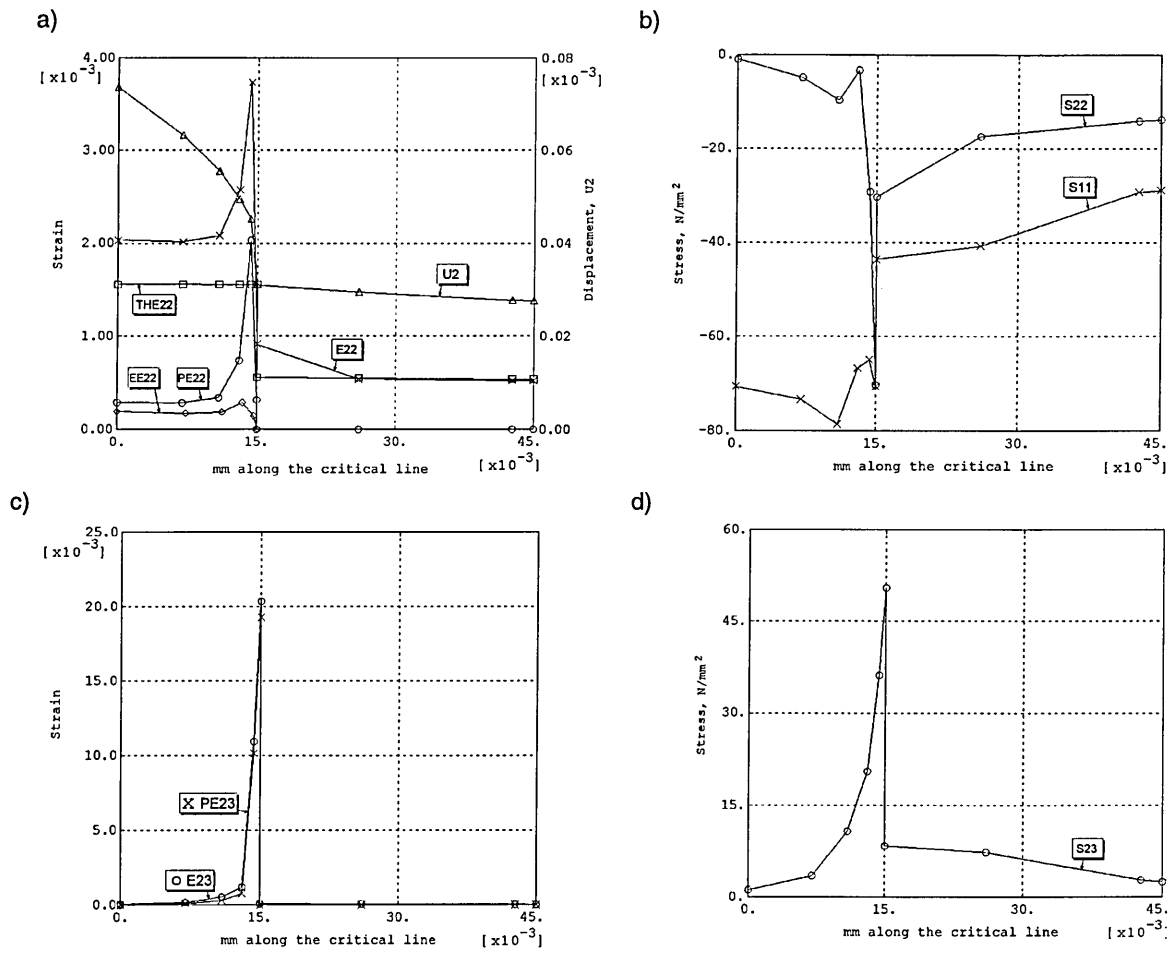 a)
4.00
[x10⁻³]
3.00
2.00
1.00
0.00
Strain
0.08
[x10⁻³]
0.06
0.04
0.02
0.00
Displacement, U2
U2
THE22
E22
EE22
PE22
0. 15. 30. 45.
mm along the critical line [x10⁻³]
b)
0.
-20.
-40.
-60.
-80.
Stress, N/mm²
S22
S11
0. 15. 30. 45.
mm along the critical line [x10⁻³]
c)
25.0
[x10⁻³]
20.0
15.0
10.0
5.0
0.0
Strain
X PE23
O E23
0. 15. 30. 45.
mm along the critical line [x10⁻³]
d)
60.
45.
30.
15.
0.
Stress, N/mm²
S23
0. 15. 30. 45.
mm along the critical line [x10⁻³]